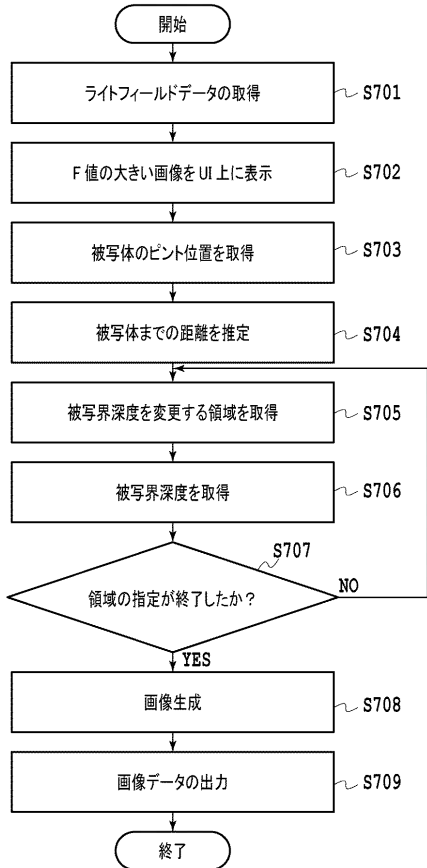 開始
ライトフィールドデータの取得
S701
F値の大きい画像をUI上に表示
S702
被写体のピント位置を取得
S703
被写体までの距離を推定
S704
被写界深度を変更する領域を取得
S705
被写界深度を取得
S706
S707
領域の指定が終了したか？
NO
YES
画像生成
S708
画像データの出力
S709
終了